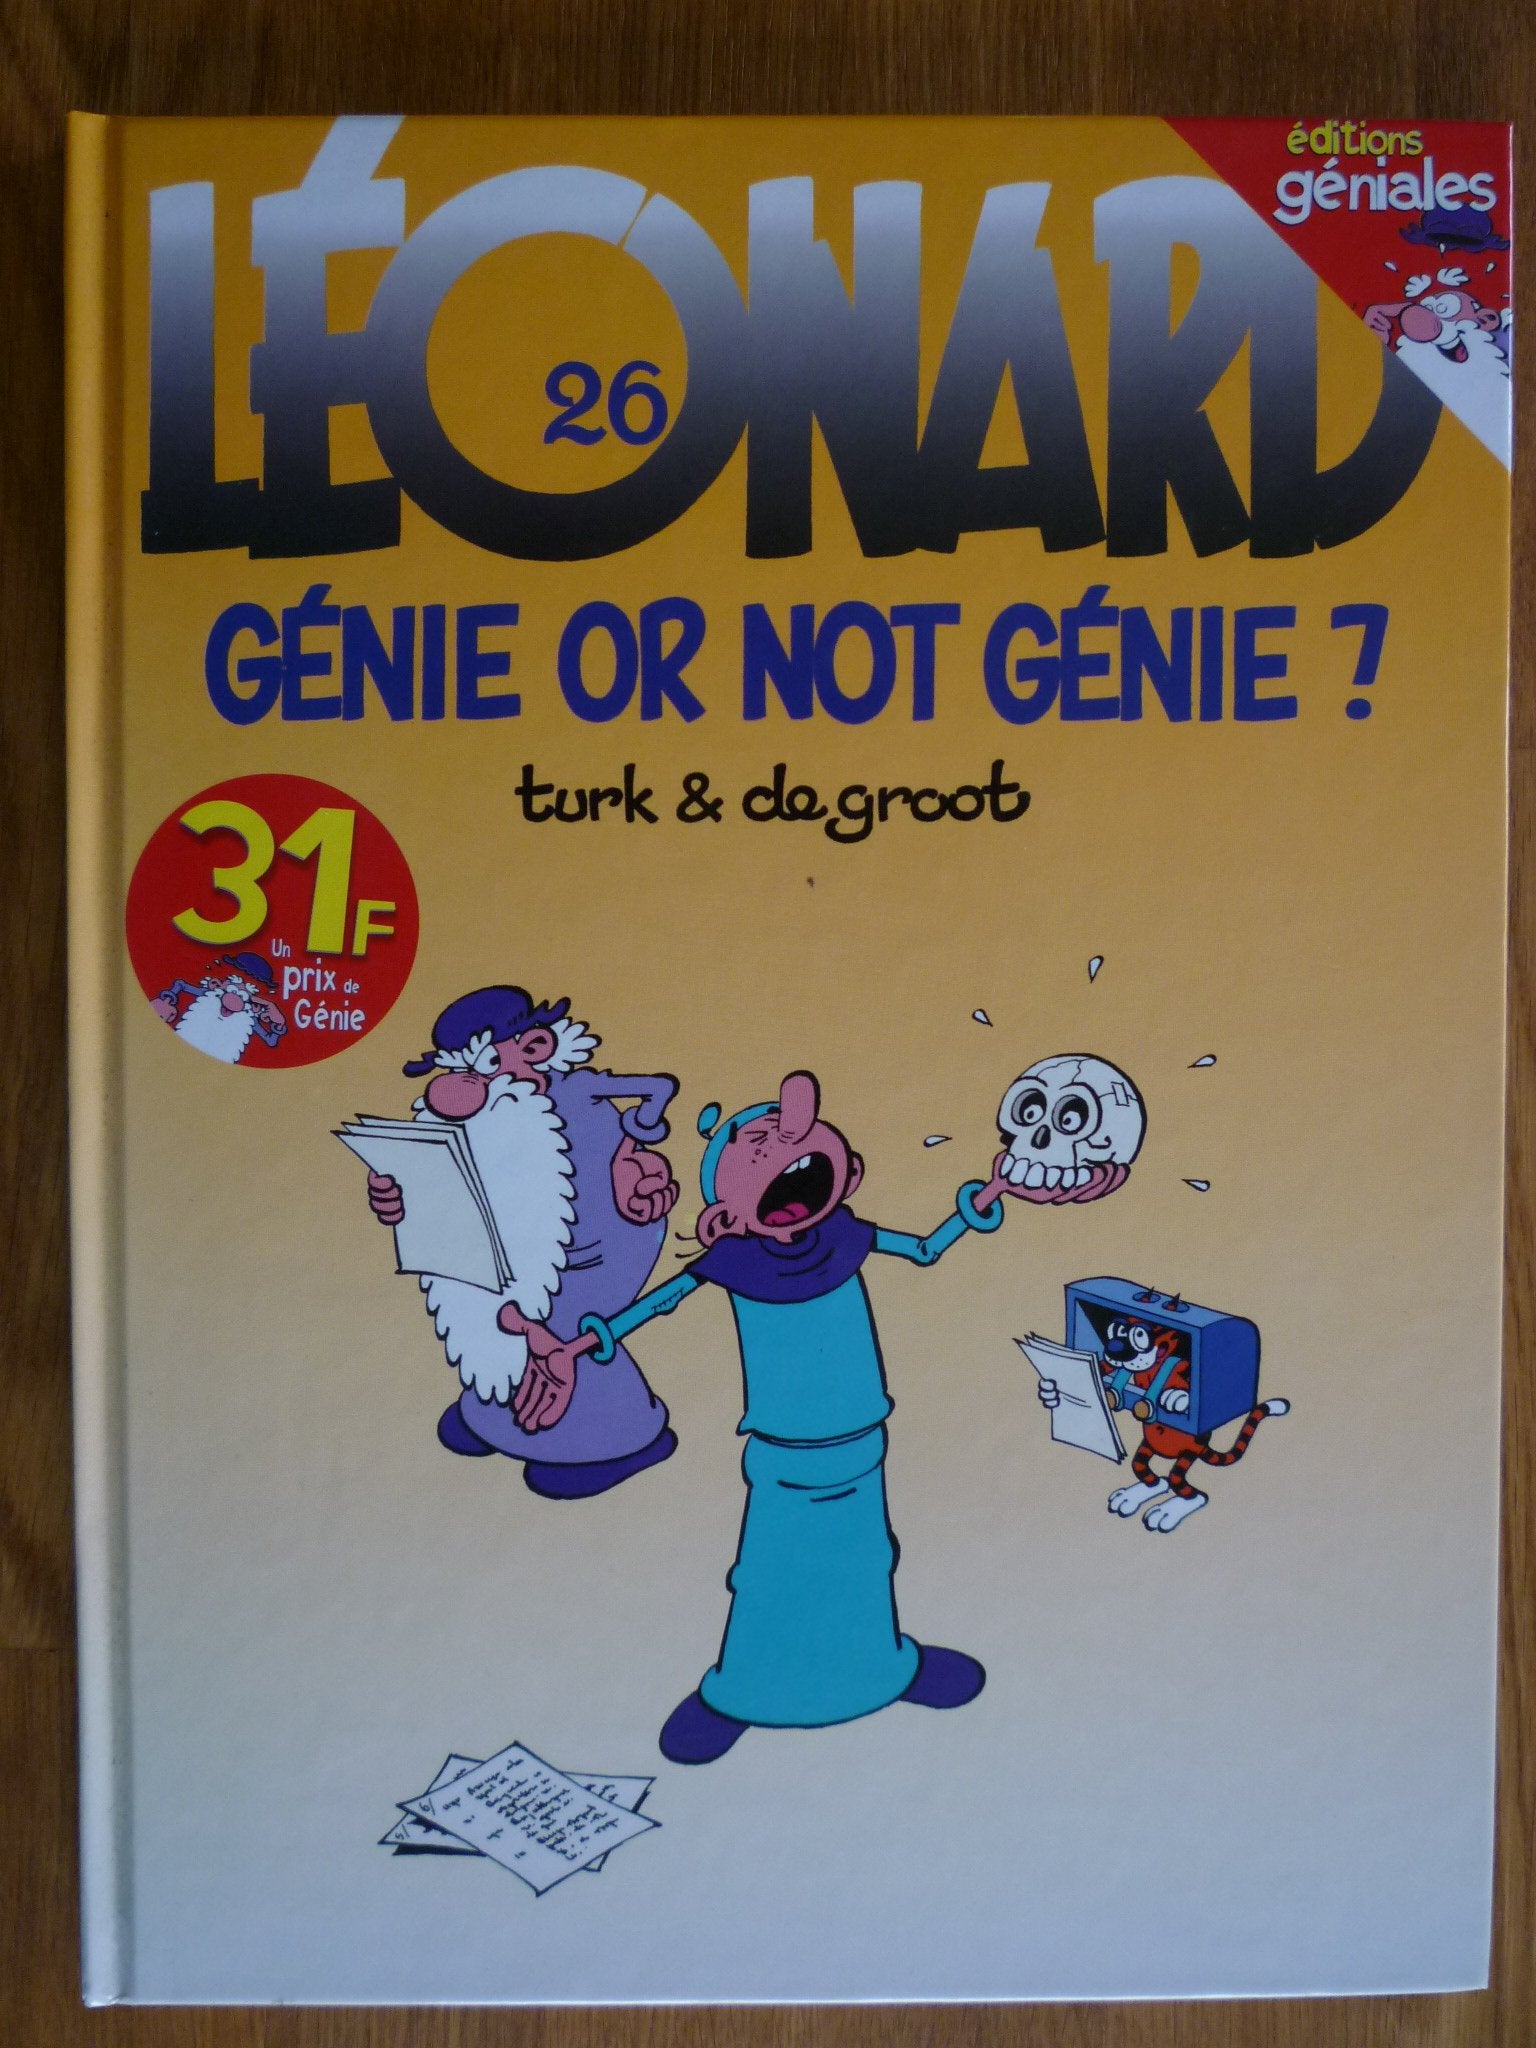 éditions
géniales
LÉONARD
26
GÉNIE OR NOT GÉNIE ?
turk & de groot
31F
Un
prix de
Génie